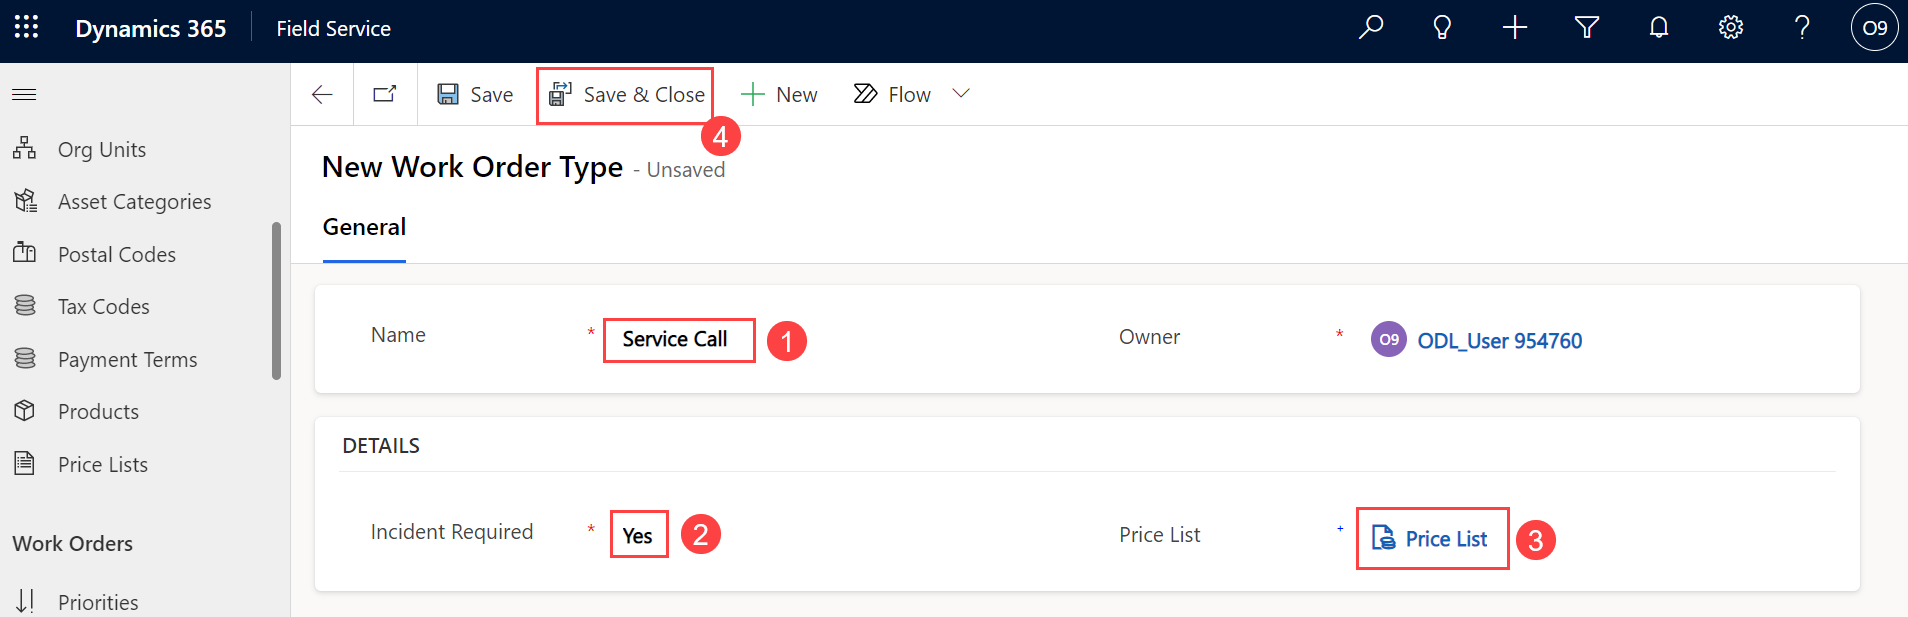 Dynamics 365 Field Service O9
Save Save & Close New Flow
4
New Work Order Type - Unsaved
General
Org Units
Asset Categories
Postal Codes
Tax Codes
Payment Terms
Products
Price Lists
Work Orders
Priorities
Name * Service Call 1 Owner * O9 ODL_User 954760
DETAILS
Incident Required * Yes 2 Price List + Price List 3